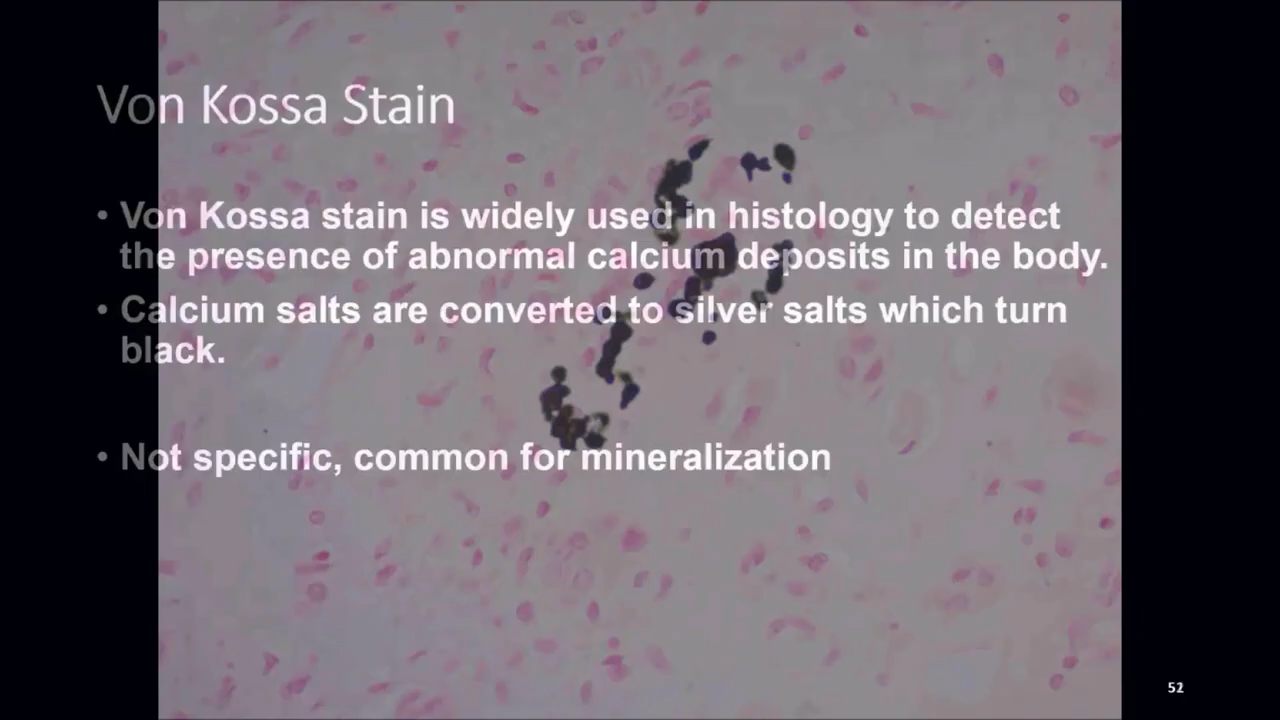 Von Kossa Stain
• Von Kossa stain is widely used in histology to detect
the presence of abnormal calcium deposits in the body.
• Calcium salts are converted to silver salts which turn
black.
• Not specific, common for mineralization
52